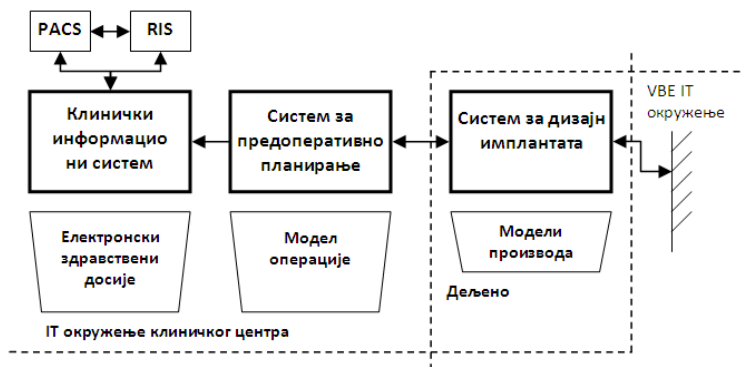 PACS
RIS
Клинички
информацио
ни систем
Систем за
предоперативно
планирање
Систем за дизајн
имплантата
VBE IT
окружење
Електронски
здравствени
досије
Модел
операције
Модели
производа
Дељено
IT окружење клиничког центра